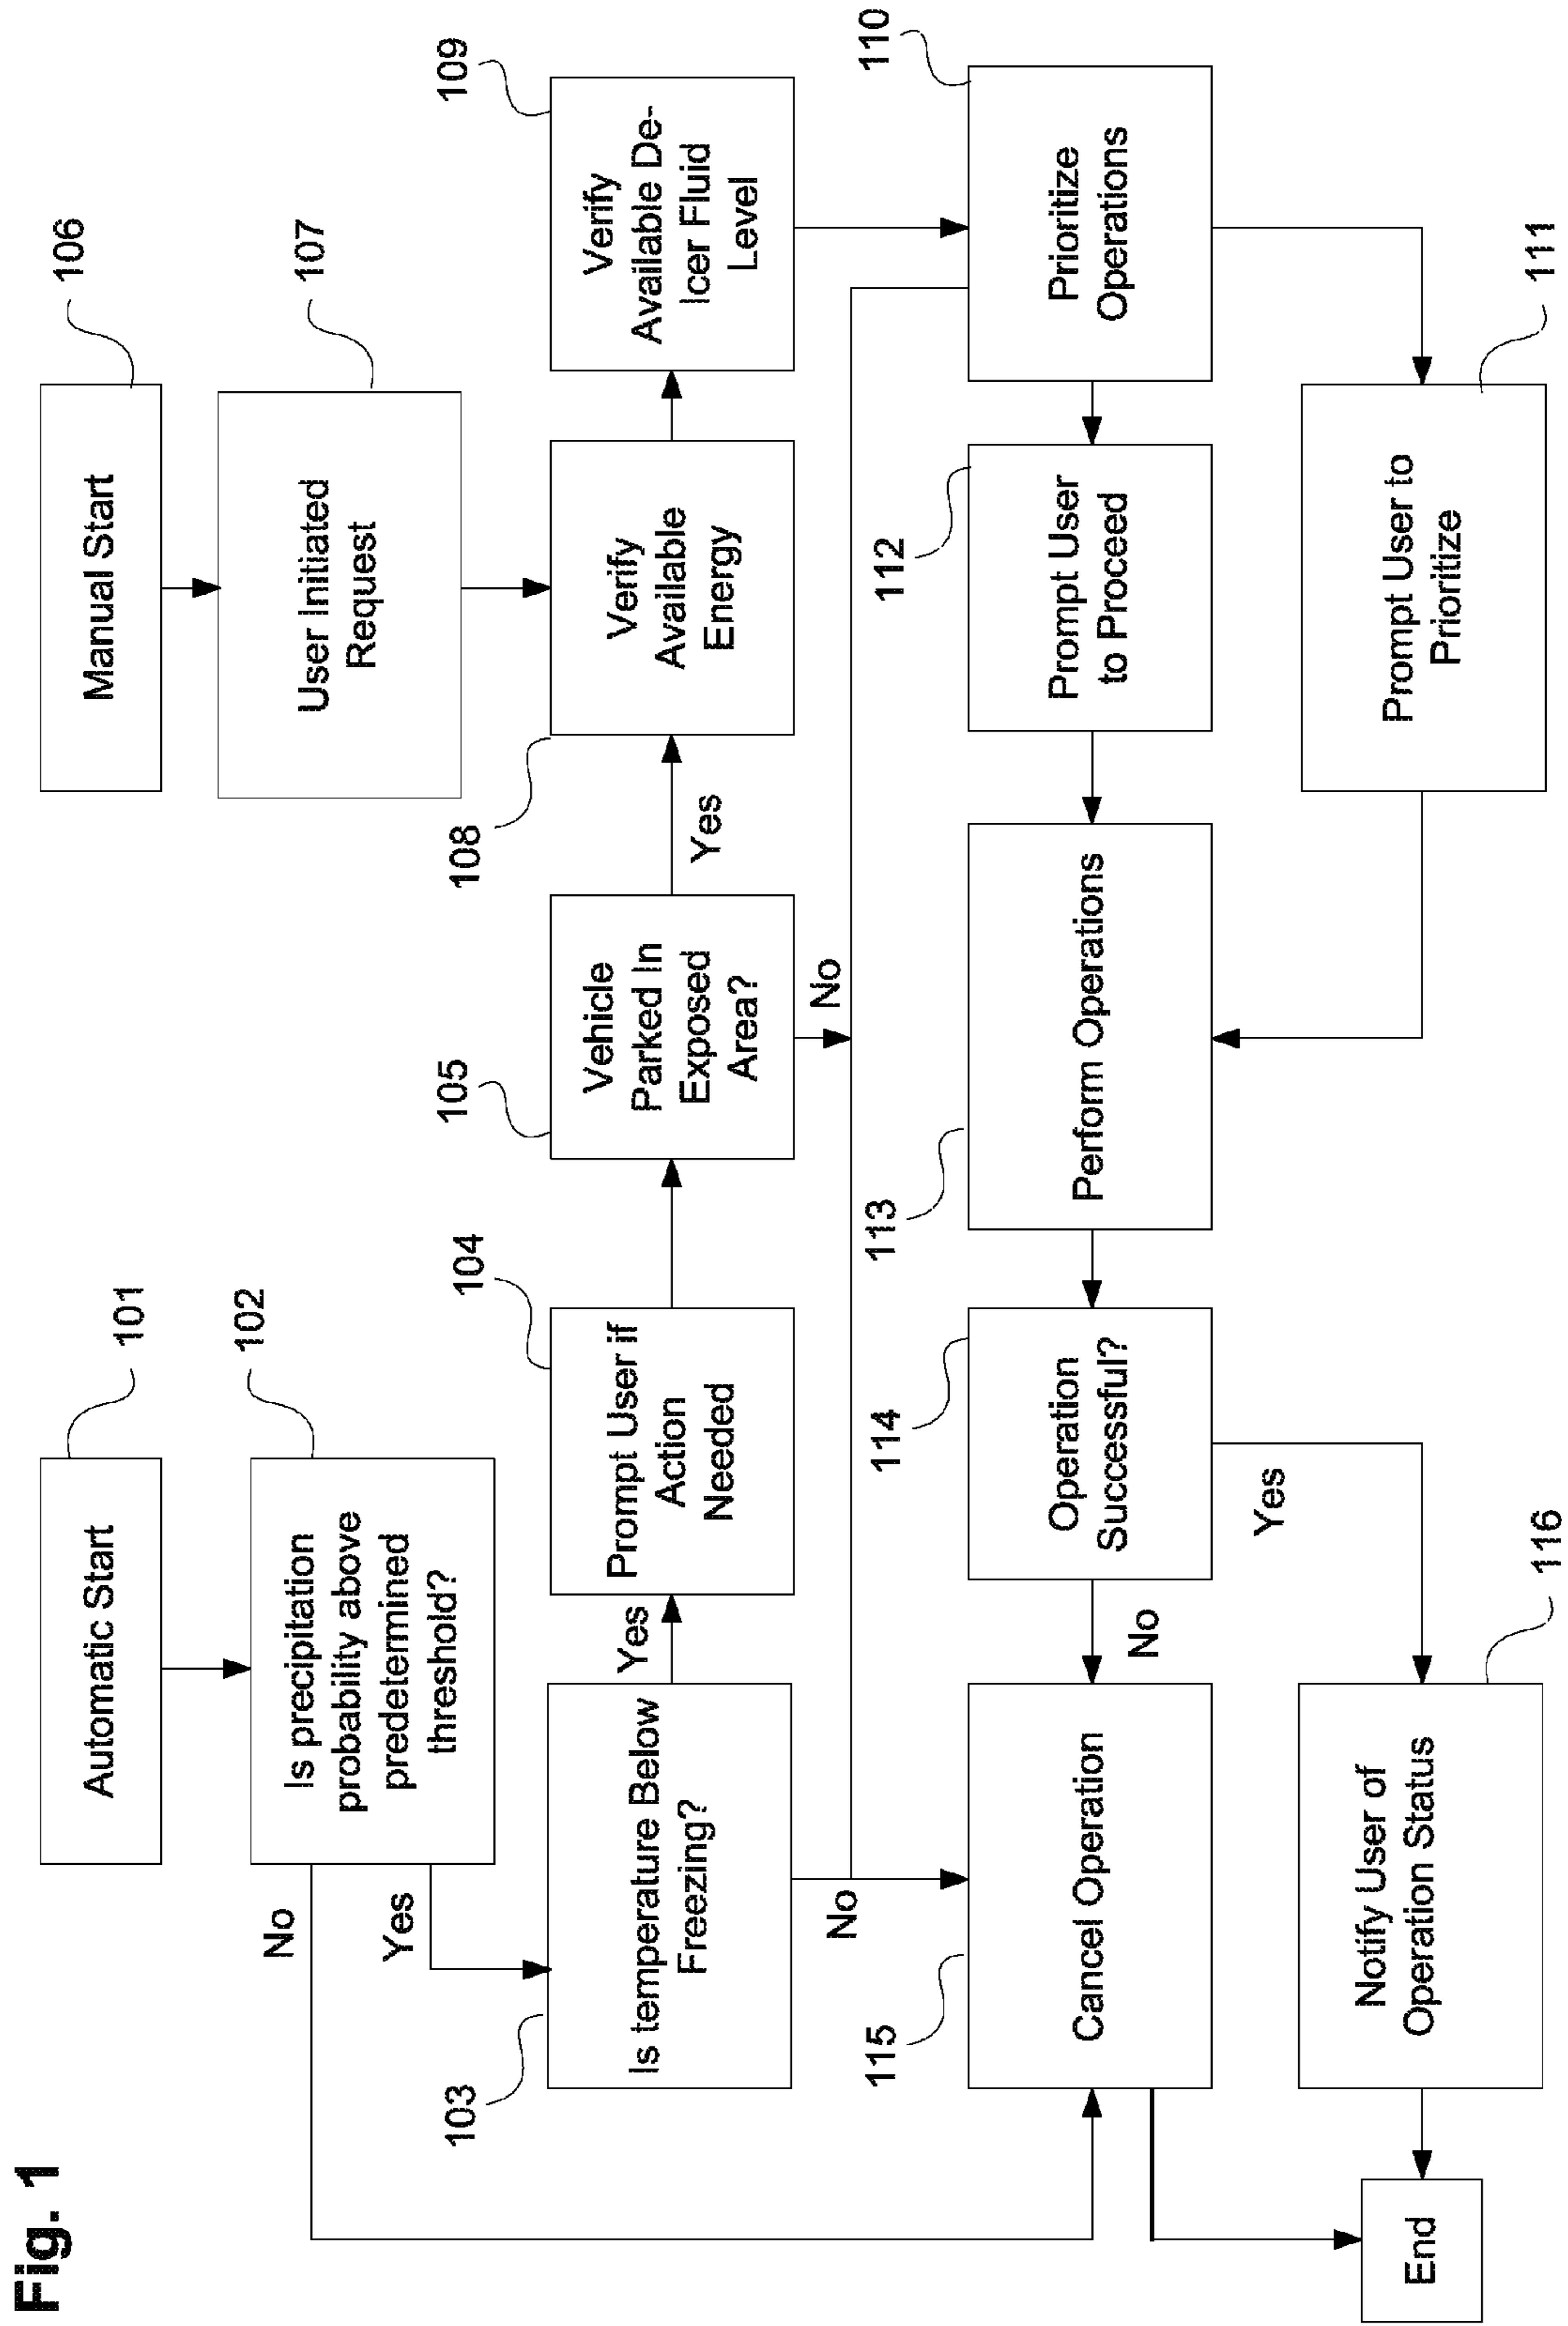 Fig. 1
101
Automatic Start
106
Manual Start
102
Is precipitation
probability above
predetermined
threshold?
107
User Initiated
Request
No
Yes
103
Is temperature Below
Freezing?
Yes
No
104
Prompt User if
Action
Needed
105
Vehicle
Parked In
Exposed
Area?
Yes
No
108
Verify
Available
Energy
109
Verify
Available De-
Icer Fluid
Level
115
Cancel Operation
No
114
Operation
Successful?
Yes
113
Perform Operations
112
Prompt User
to Proceed
110
Prioritize
Operations
End
116
Notify User of
Operation Status
111
Prompt User to
Prioritize